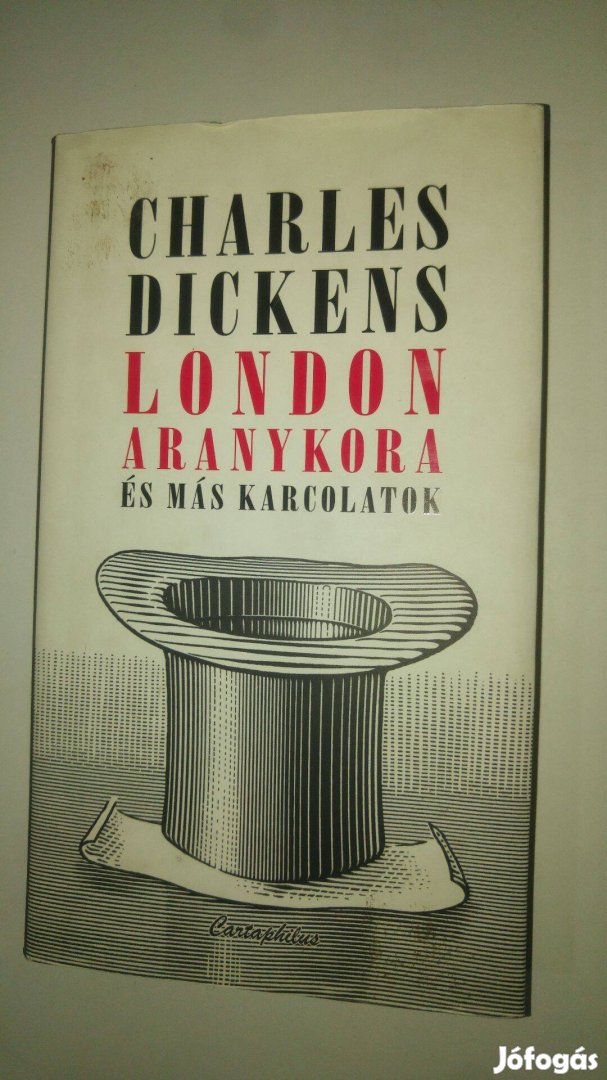 CHARLES
DICKENS
LONDON
ARANYKORA
ÉS MÁS KARCOLATOK
Cartaphilus
Jófogás